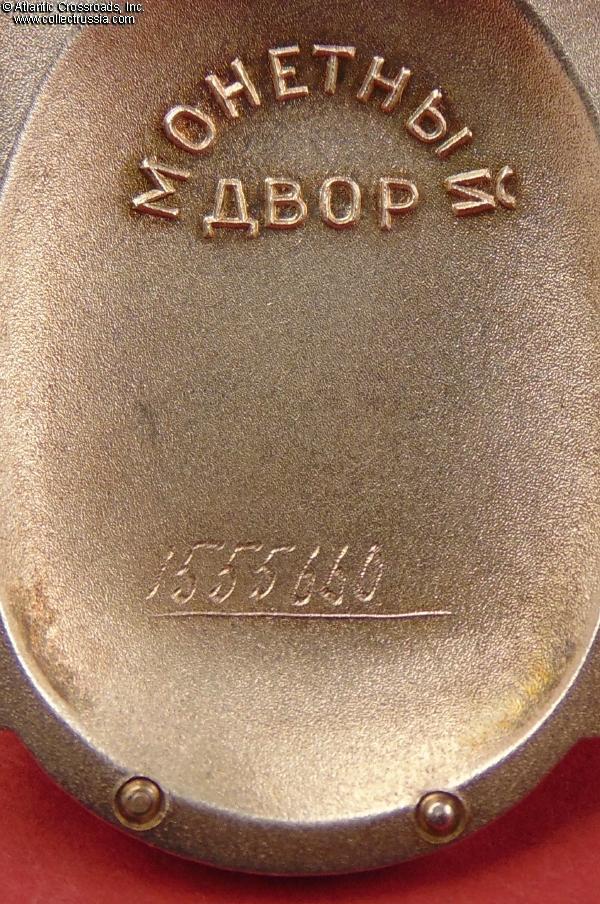 © Atlantic Crossroads, Inc.
www.collectrussia.com
МОНЕТНЫЙ
ДВОР
1555660